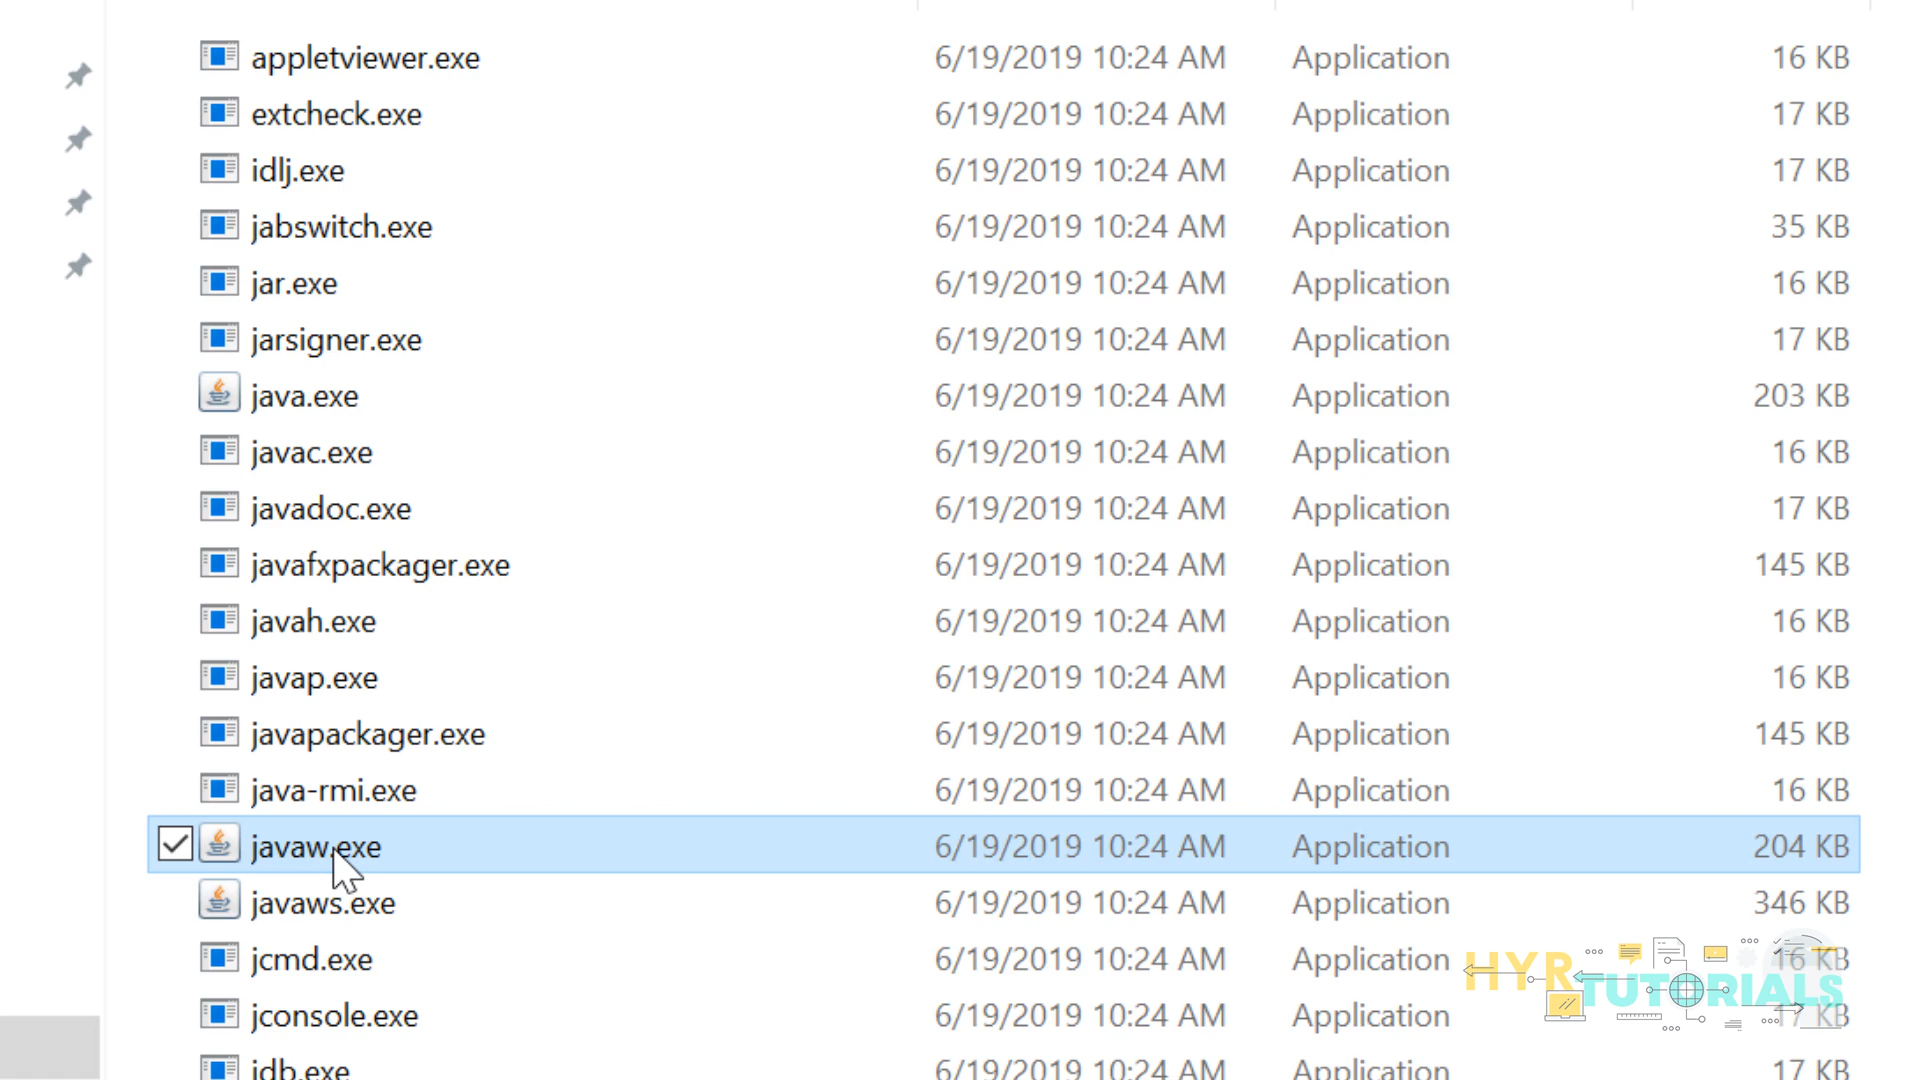 appletviewer.exe 6/19/2019 10:24 AM Application 16 KB
extcheck.exe 6/19/2019 10:24 AM Application 17 KB
idlj.exe 6/19/2019 10:24 AM Application 17 KB
jabswitch.exe 6/19/2019 10:24 AM Application 35 KB
jar.exe 6/19/2019 10:24 AM Application 16 KB
jarsigner.exe 6/19/2019 10:24 AM Application 17 KB
java.exe 6/19/2019 10:24 AM Application 203 KB
javac.exe 6/19/2019 10:24 AM Application 16 KB
javadoc.exe 6/19/2019 10:24 AM Application 17 KB
javafxpackager.exe 6/19/2019 10:24 AM Application 145 KB
javah.exe 6/19/2019 10:24 AM Application 16 KB
javap.exe 6/19/2019 10:24 AM Application 16 KB
javapackager.exe 6/19/2019 10:24 AM Application 145 KB
java-rmi.exe 6/19/2019 10:24 AM Application 16 KB
javaw.exe 6/19/2019 10:24 AM Application 204 KB
javaws.exe 6/19/2019 10:24 AM Application 346 KB
jcmd.exe 6/19/2019 10:24 AM Application 16 KB
HYR TUTORIALS
jconsole.exe 6/19/2019 10:24 AM Application 17 KB
jdb.exe 6/19/2019 10:24 AM Application 17 KB